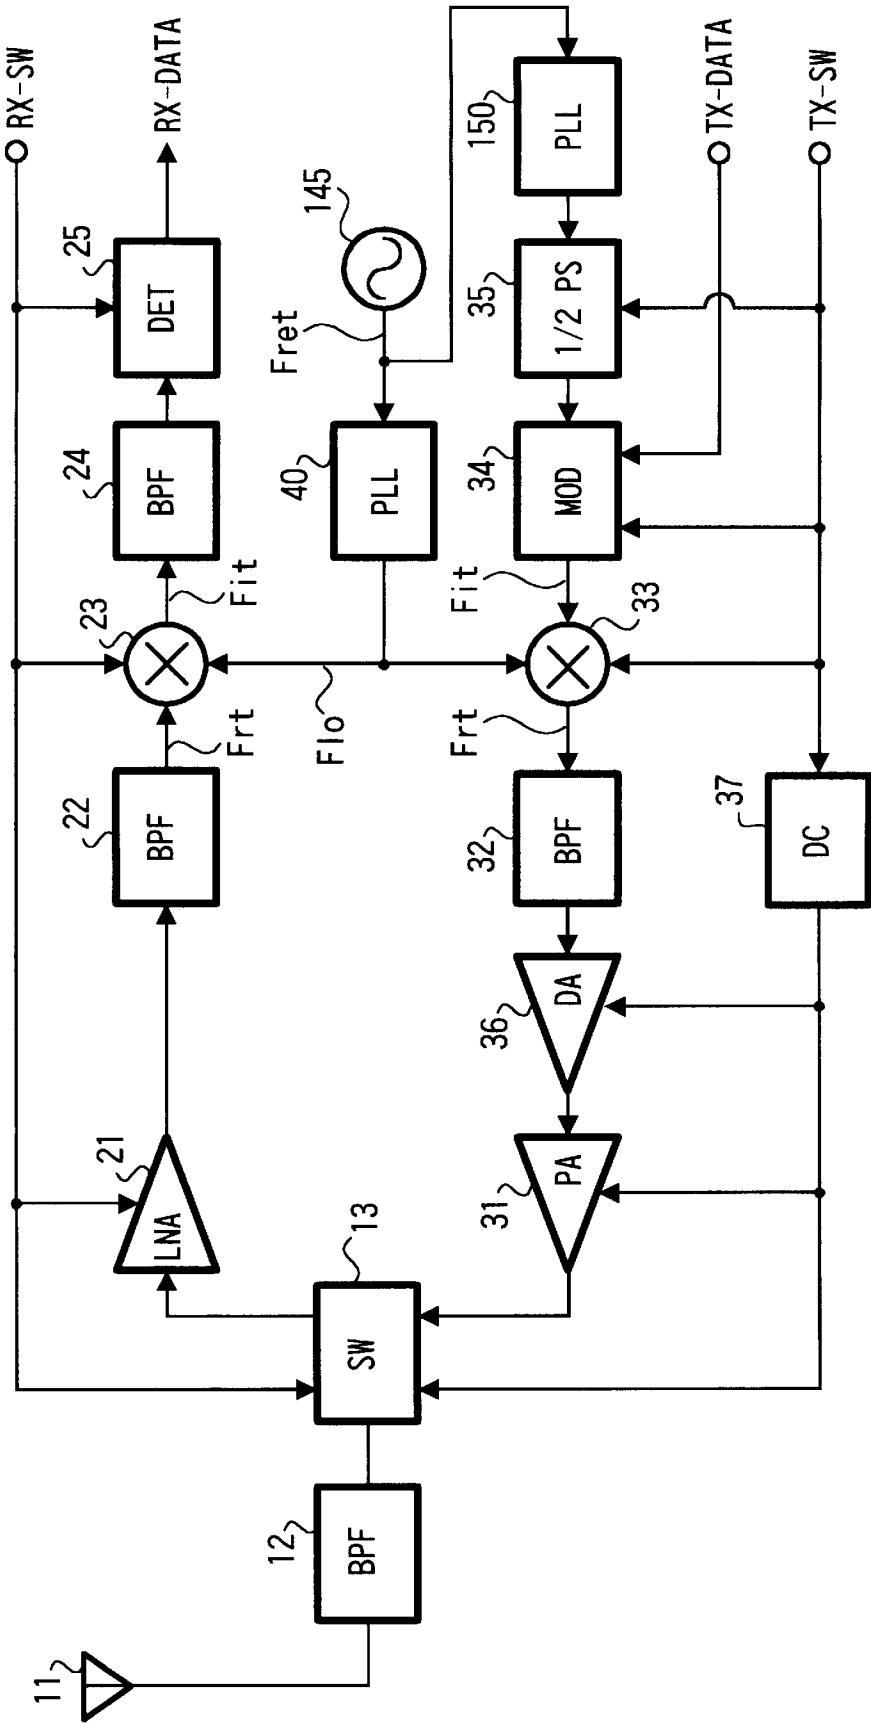 RX-SW
RX-DATA
25
DET
24
BPF
Fit
23
Frt
22
BPF
21
LNA
145
Fret
40
PLL
Flo
13
SW
12
BPF
11
150
PLL
35
1/2 PS
34
MOD
Fit
33
Frt
32
BPF
36
DA
31
PA
TX-DATA
TX-SW
37
DC